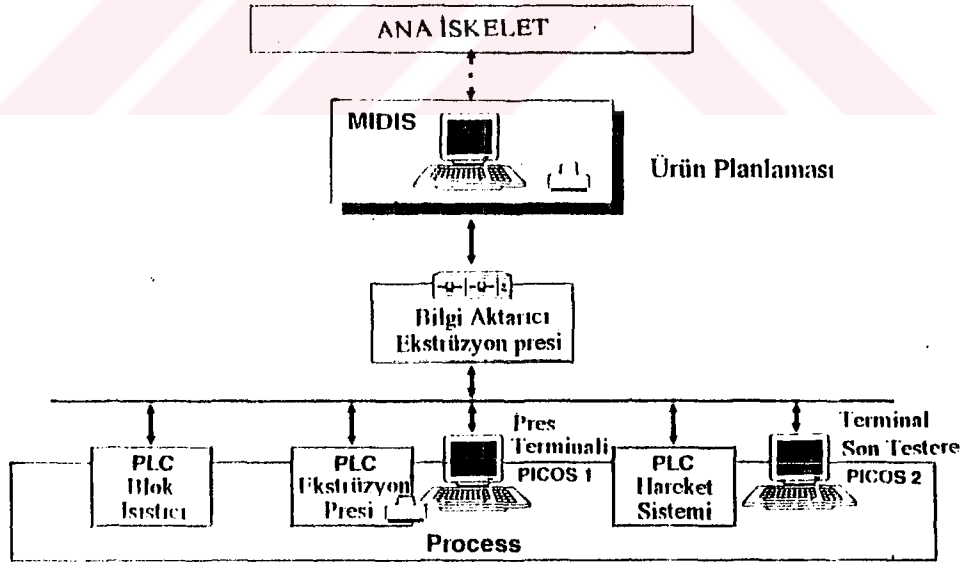 ANA İSKELET
MIDIS
Ürün Planlaması
Bilgi Aktarıcı
Ekstrüzyon presi
Pres
Terminali
PICOS 1
Terminal
Son Testere
PICOS 2
PLC
Blok
Isıstıcı
PLC
Ekstrüzyon
Presi
PLC
Hareket
Sistemi
Process